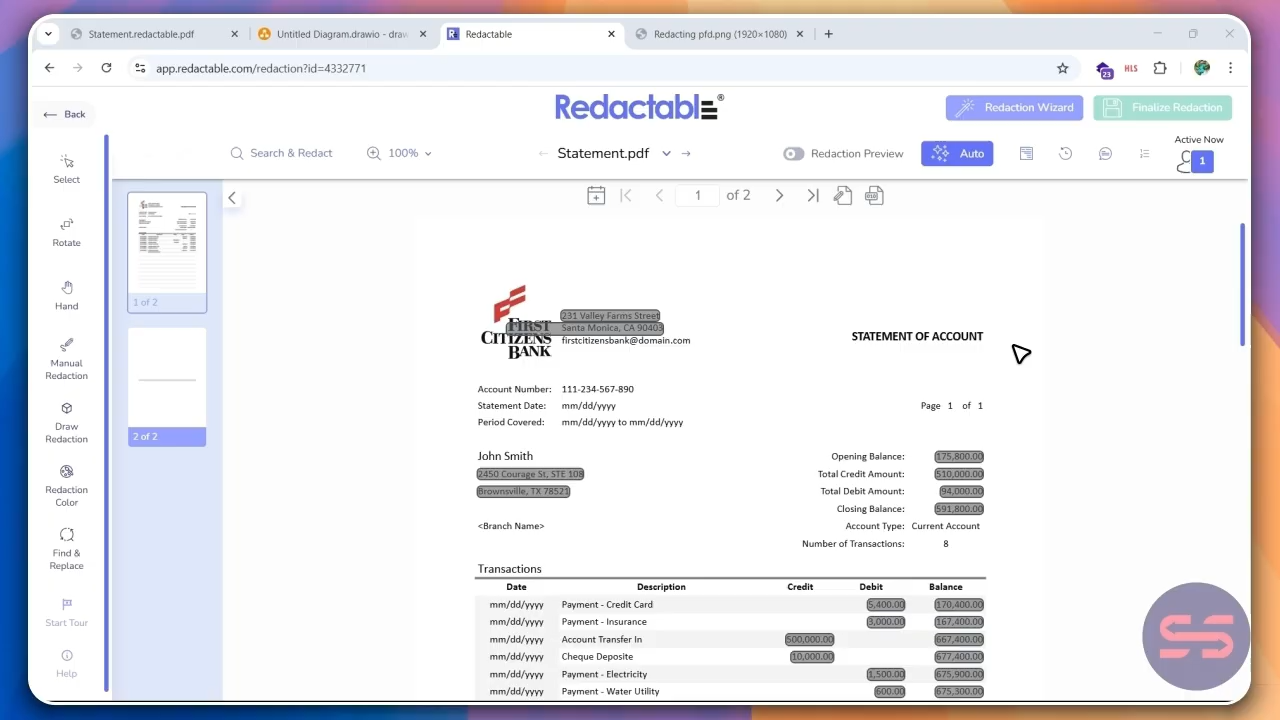 Statement.redactable.pdf
Untitled Diagram.drawio - draw
Redactable
Redacting pfd.png (1920×1080)
app.redactable.com/redaction?id=4332771
23
HLS
Back
Redactable®
Redaction Wizard
Finalize Redaction
Search & Redact
100%
Statement.pdf
Redaction Preview
Auto
Active Now
1
Select
Rotate
Hand
Manual Redaction
Draw Redaction
Redaction Color
Find & Replace
Start Tour
Help
1 of 2
2 of 2
1 of 2
FIRST CITIZENS BANK
231 Valley Farms Street
Santa Monica, CA 90403
firstcitizensbank@domain.com
STATEMENT OF ACCOUNT
Account Number: 111-234-567-890
Statement Date: mm/dd/yyyy
Page 1 of 1
Period Covered: mm/dd/yyyy to mm/dd/yyyy
John Smith
2450 Courage St, STE 108
Brownsville, TX 78521
<Branch Name>
Opening Balance: 175,800.00
Total Credit Amount: 510,000.00
Total Debit Amount: 94,000.00
Closing Balance: 591,800.00
Account Type: Current Account
Number of Transactions: 8
Transactions
Date Description Credit Debit Balance
mm/dd/yyyy Payment - Credit Card 5,400.00 170,400.00
mm/dd/yyyy Payment - Insurance 3,000.00 167,400.00
mm/dd/yyyy Account Transfer In 500,000.00 667,400.00
mm/dd/yyyy Cheque Deposite 10,000.00 677,400.00
mm/dd/yyyy Payment - Electricity 1,500.00 675,900.00
mm/dd/yyyy Payment - Water Utility 600.00 675,300.00
SS